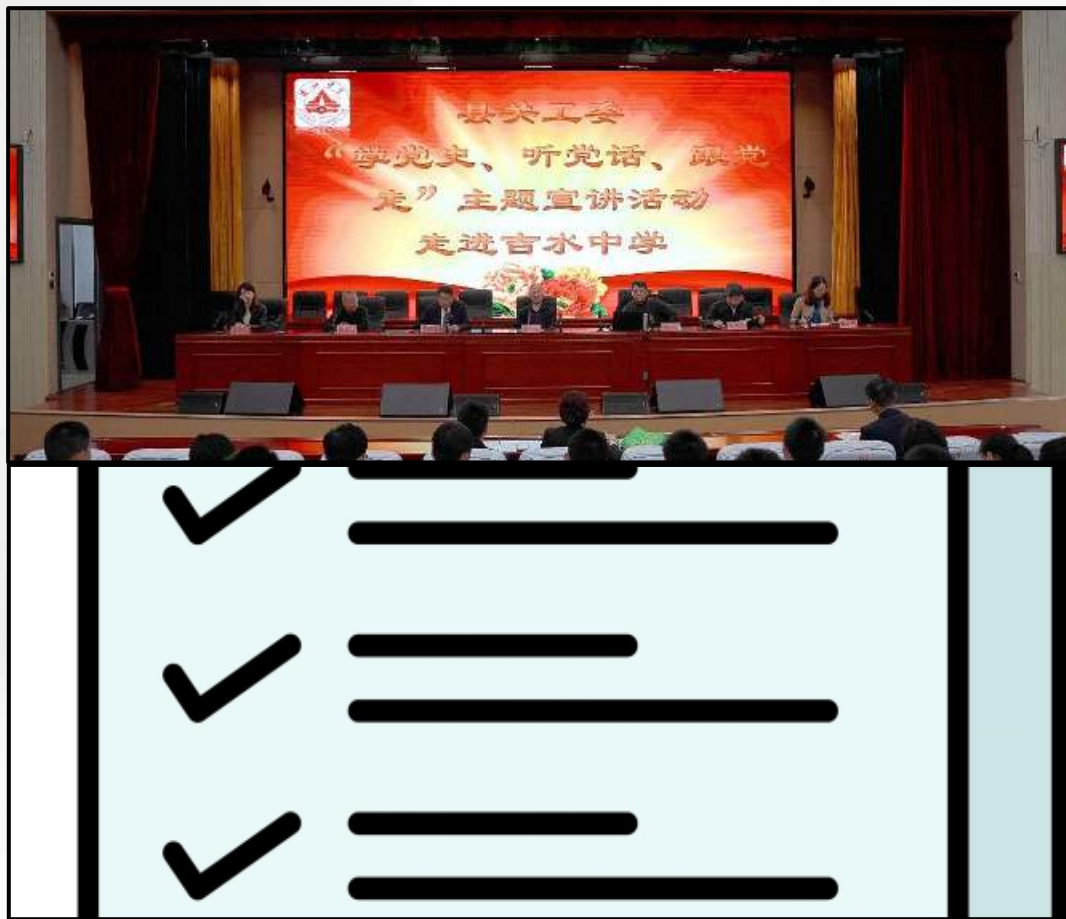 县关工委
“学党史、听党话、跟党
走”主题宣讲活动
走进吉水中学